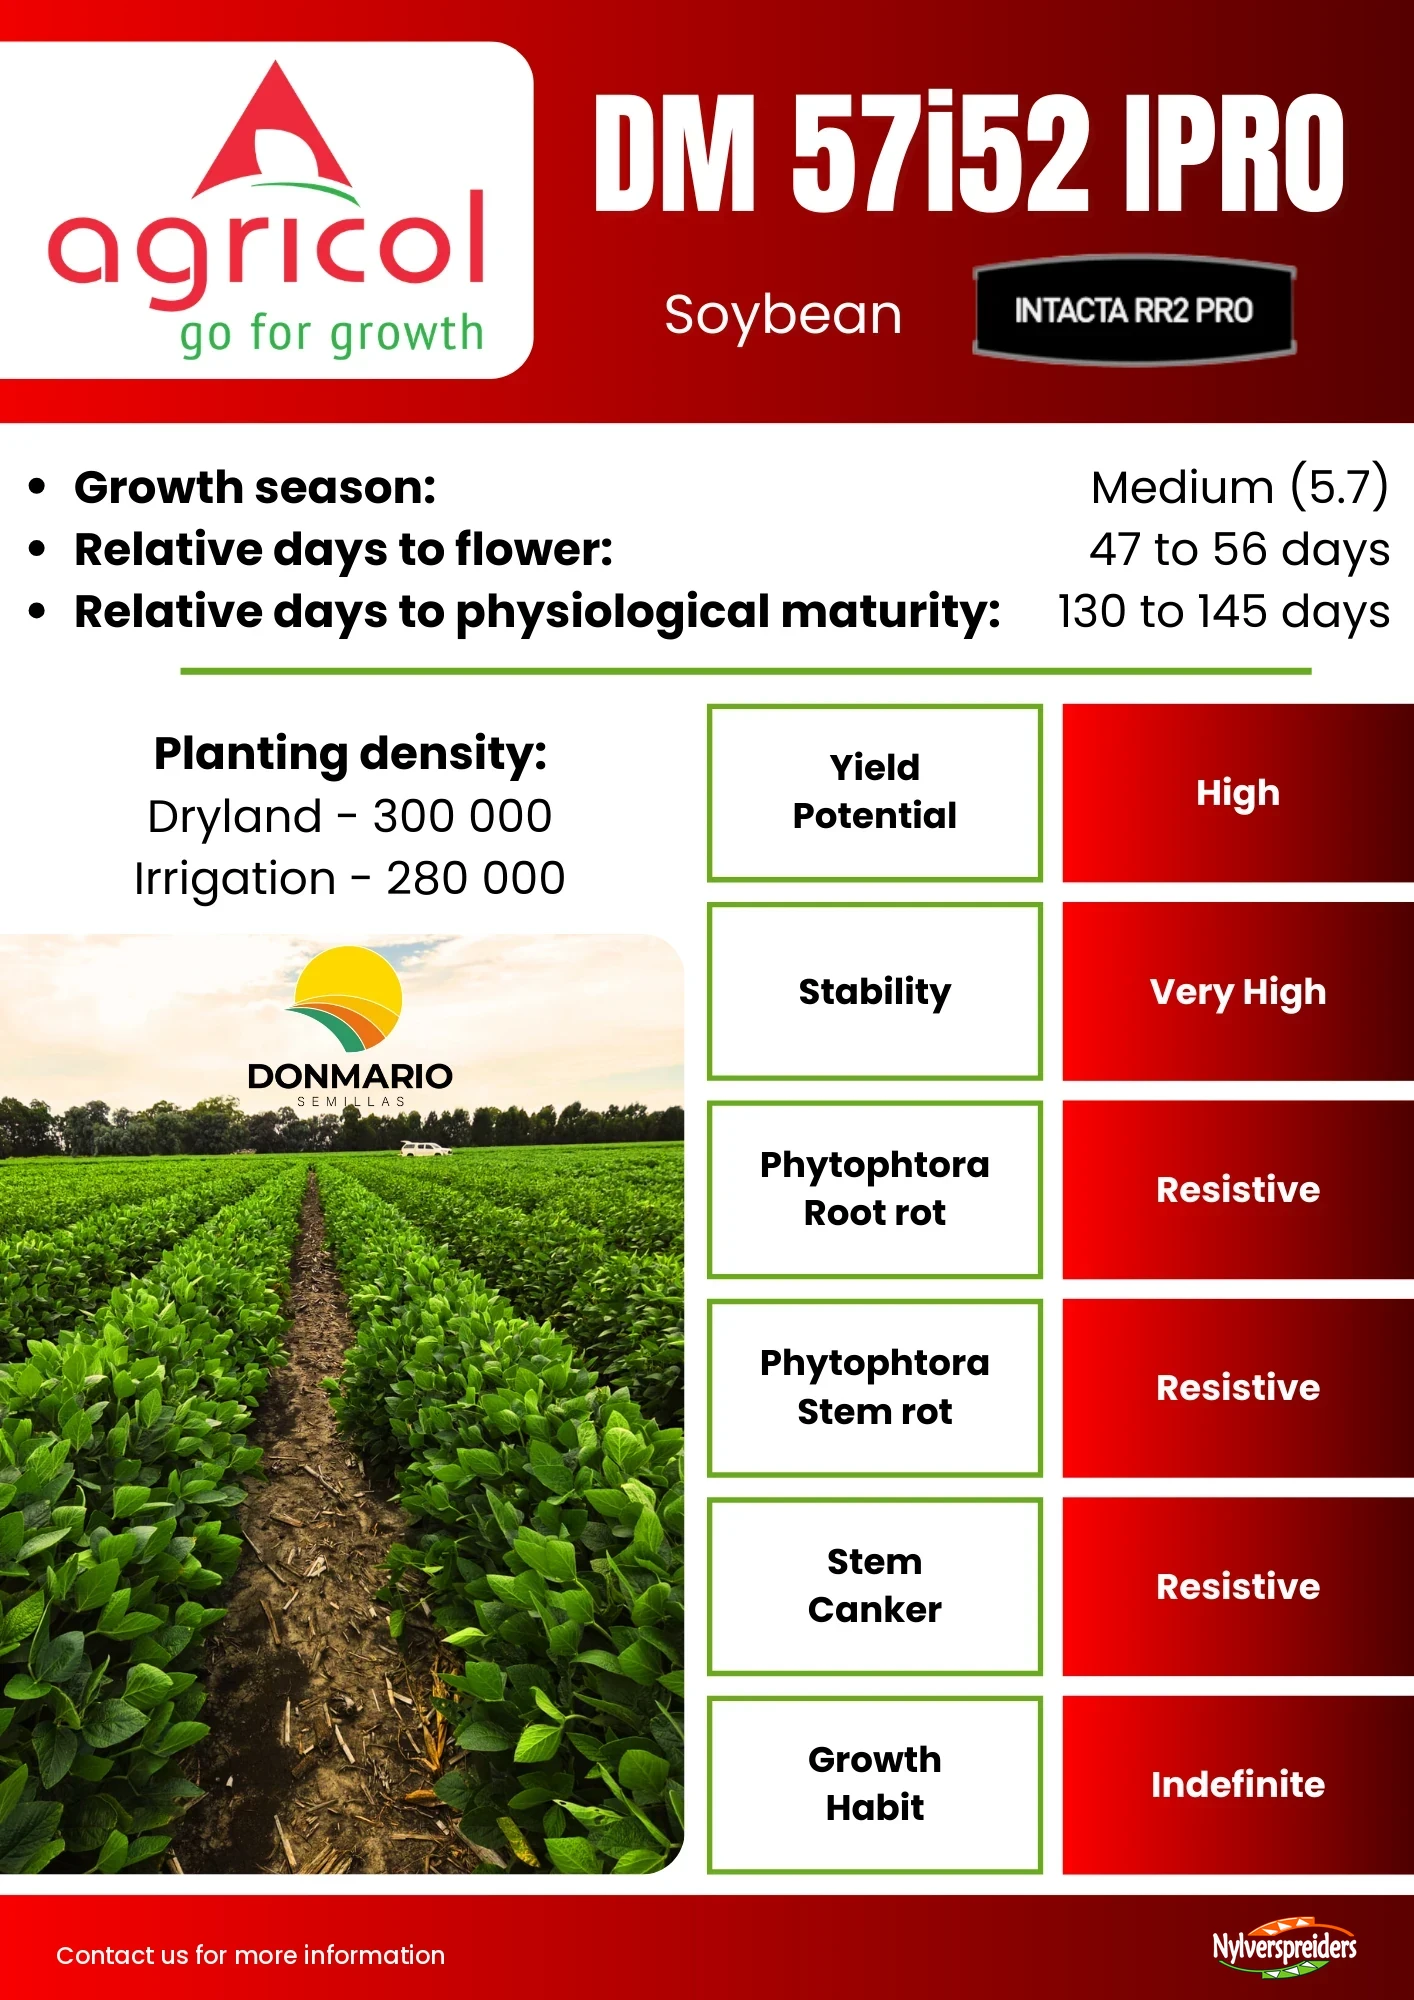 agricol
go for growth
DM 57i52 IPRO
Soybean
INTACTA RR2 PRO
• Growth season: Medium (5.7)
• Relative days to flower: 47 to 56 days
• Relative days to physiological maturity: 130 to 145 days
Planting density:
Dryland - 300 000
Irrigation - 280 000
DONMARIO
SEMILLAS
Yield
Potential
High
Stability
Very High
Phytophtora
Root rot
Resistive
Phytophtora
Stem rot
Resistive
Stem
Canker
Resistive
Growth
Habit
Indefinite
Contact us for more information
Nylverspreiders